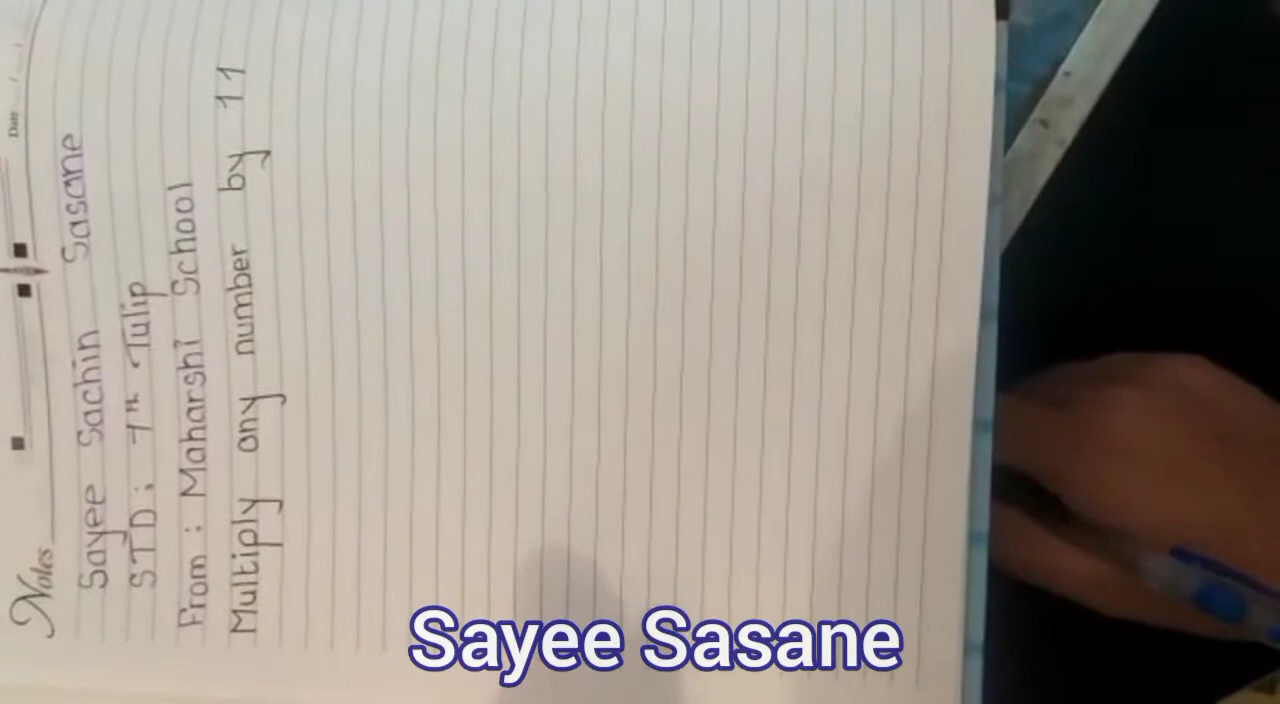 Notes
Date
Sayee Sachin Sasane
STD: 7th Tulip
From : Maharshi School
Multiply any number by 11
Sayee Sasane